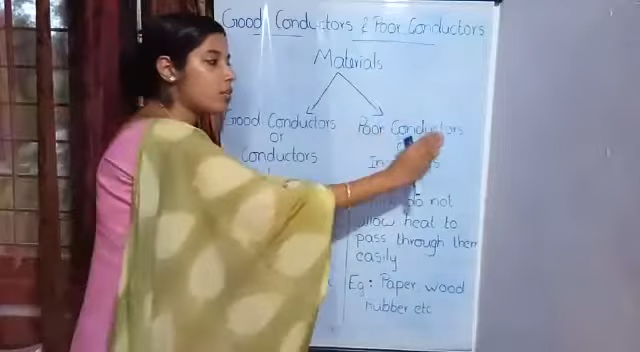 Good Conductors & Poor Conductors
Materials
Good Conductors
or
Conductors
Poor Conductors
do not
allow heat to
pass through them
easily
Eg : Paper wood
rubber etc